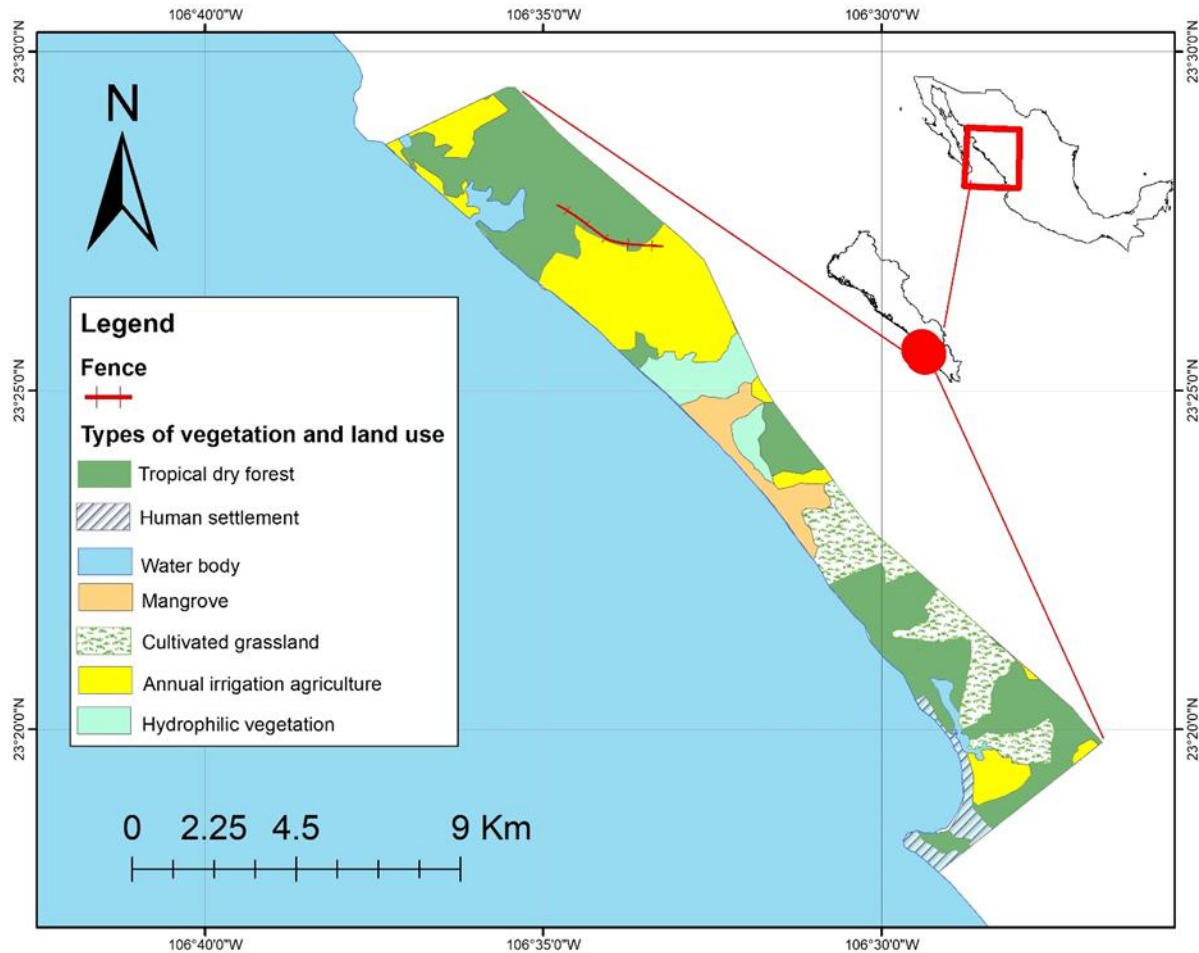 106°40'0"W 106°35'0"W 106°30'0"W
23°30'0"N 23°30'0"N
N
Legend
Fence
Types of vegetation and land use
Tropical dry forest
Human settlement
Water body
Mangrove
Cultivated grassland
Annual irrigation agriculture
Hydrophilic vegetation
23°25'0"N 23°25'0"N
23°20'0"N 23°20'0"N
0 2.25 4.5 9 Km
106°40'0"W 106°35'0"W 106°30'0"W